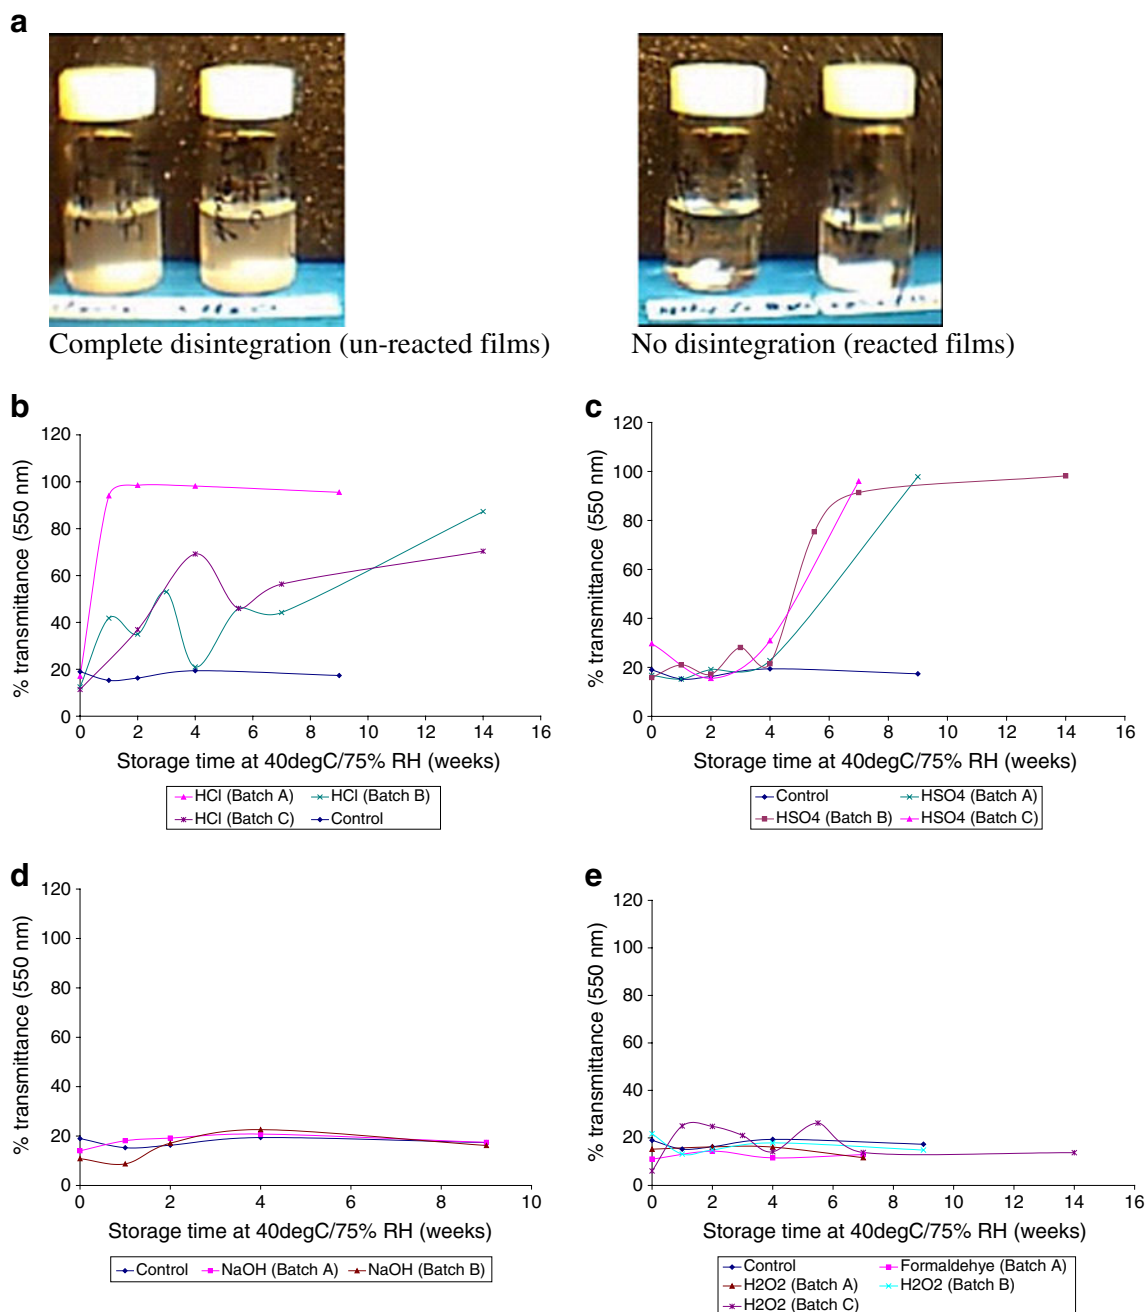 a
Complete disintegration (un-reacted films)
No disintegration (reacted films)
b
120
100
80
60
40
20
0
% transmittance (550 nm)
0 2 4 6 8 10 12 14 16
Storage time at 40degC/75% RH (weeks)
HCl (Batch A) HCl (Batch B)
HCl (Batch C) Control
c
120
100
80
60
40
20
0
% transmittance (550 nm)
0 2 4 6 8 10 12 14 16
Storage time at 40degC/75% RH (weeks)
Control HSO4 (Batch A)
HSO4 (Batch B) HSO4 (Batch C)
d
120
100
80
60
40
20
0
% transmittance (550 nm)
0 2 4 6 8 10
Storage time at 40degC/75% RH (weeks)
Control NaOH (Batch A) NaOH (Batch B)
e
120
100
80
60
40
20
0
% transmittance (550 nm)
0 2 4 6 8 10 12 14 16
Storage time at 40degC/75% RH (weeks)
Control Formaldehye (Batch A)
H2O2 (Batch A) H2O2 (Batch B)
H2O2 (Batch C)